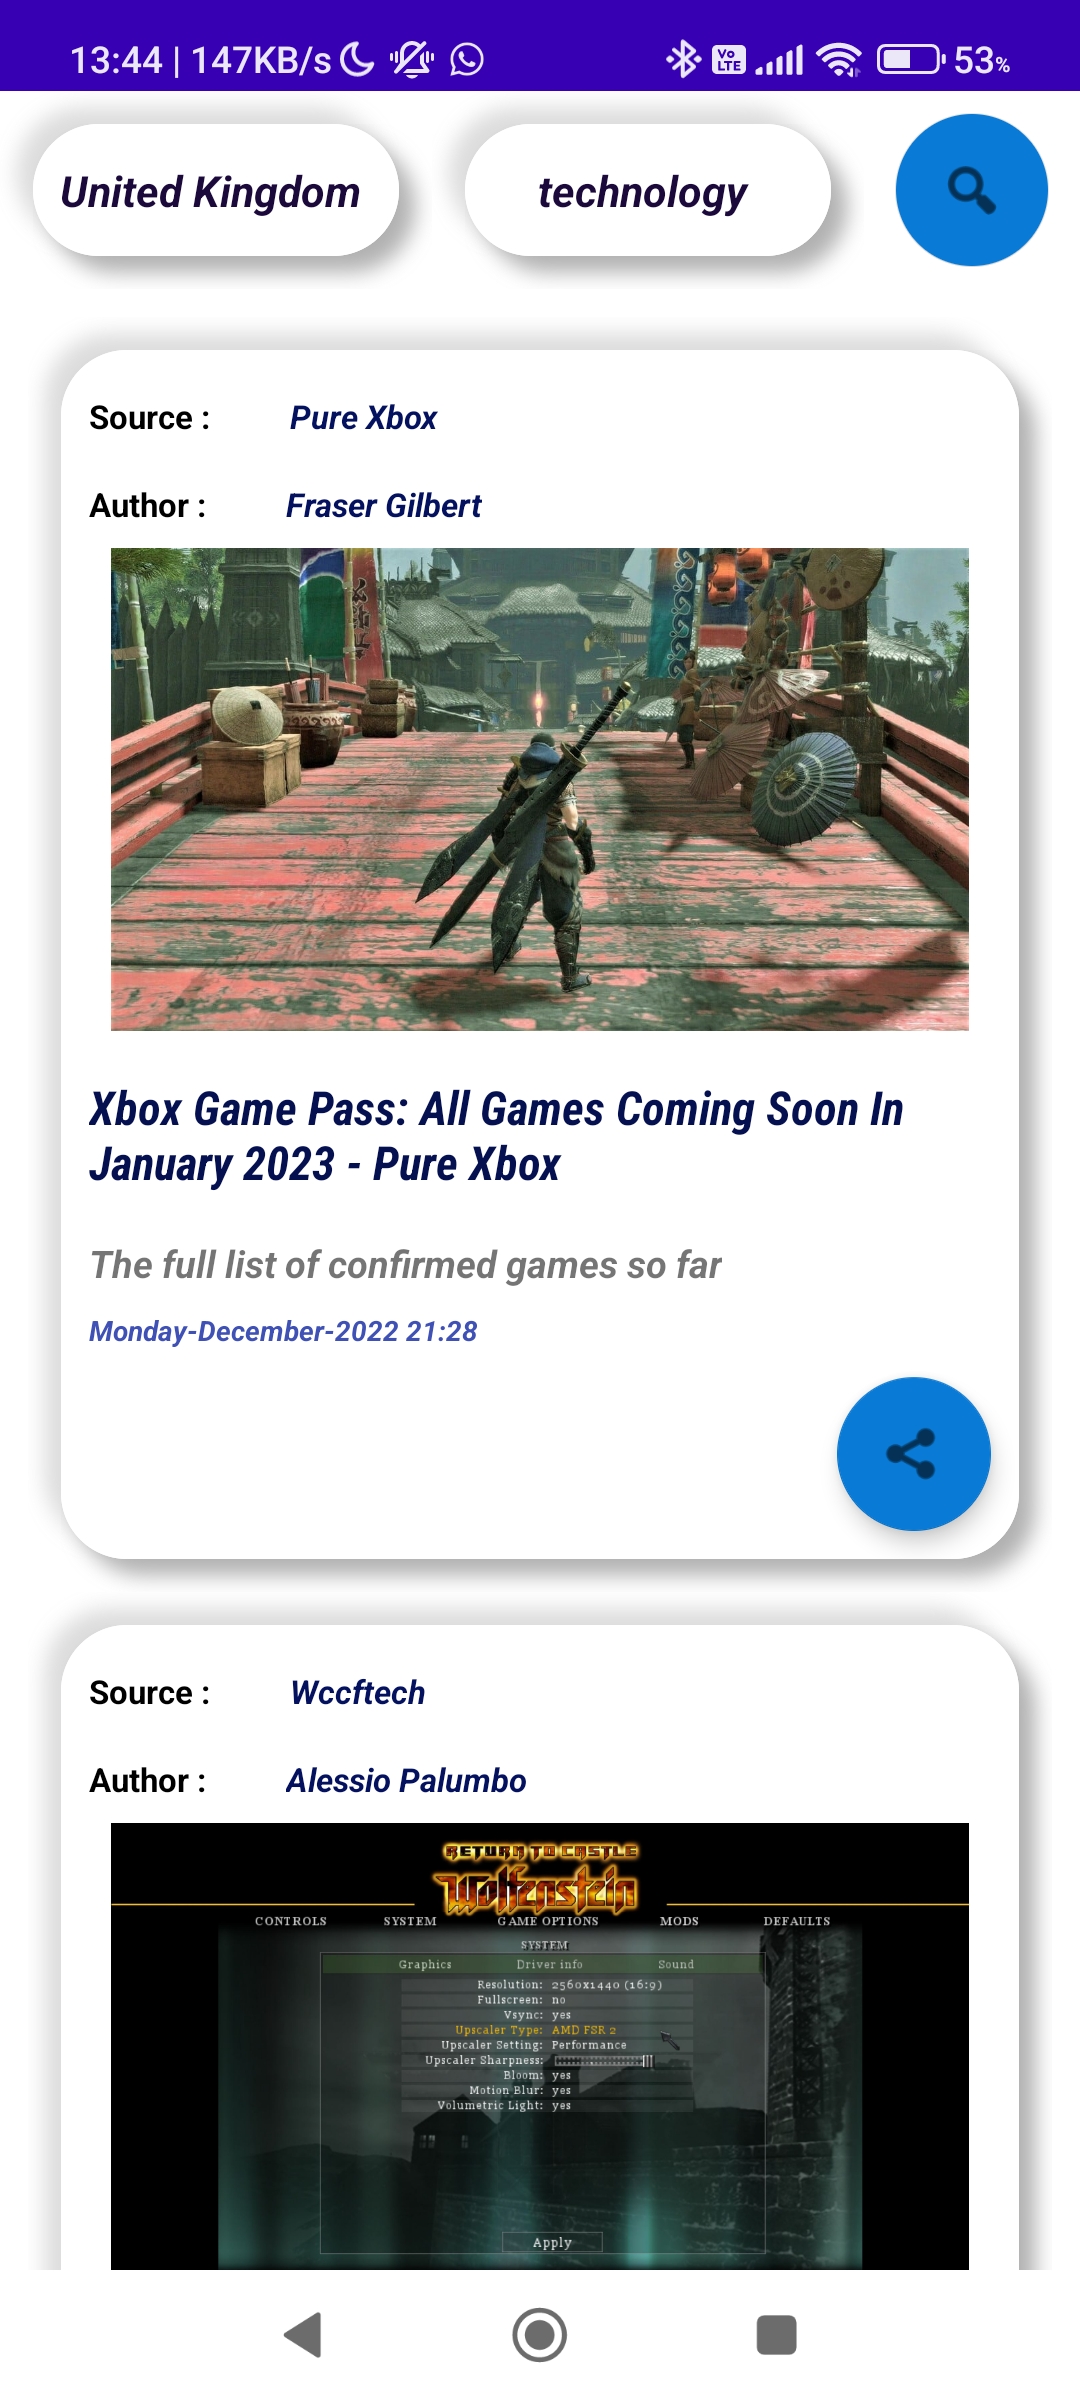 13:44 | 147KB/s
Vo LTE
53%
United Kingdom
technology
Source :
Pure Xbox
Author :
Fraser Gilbert
Xbox Game Pass: All Games Coming Soon In
January 2023 - Pure Xbox
The full list of confirmed games so far
Monday-December-2022 21:28
Source :
Wccftech
Author :
Alessio Palumbo
RETURN TO CASTLE
Wolfenstein
CONTROLS SYSTEM GAME OPTIONS MODS DEFAULTS
SYSTEM
Graphics Driver info Sound
Resolution: 2560x1440 (16:9)
Fullscreen: no
Vsync: yes
Upscaler Type: AMD FSR 2
Upscaler Setting: Performance
Upscaler Sharpness:
Bloom: yes
Motion Blur: yes
Volumetric Light: yes
Apply